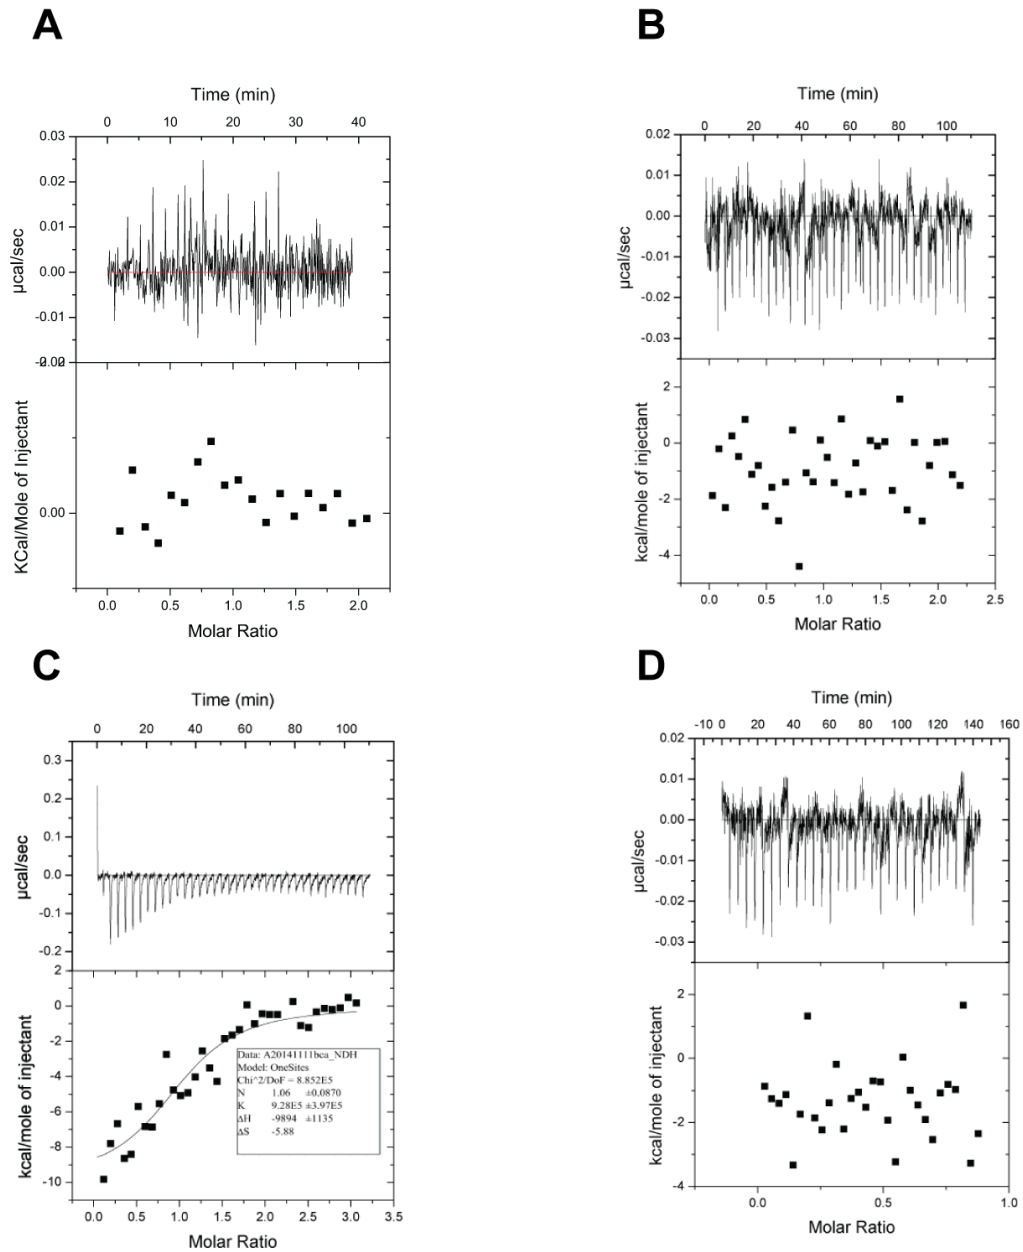 A
Time (min)
0 10 20 30 40
0.03
0.02
0.01
0.00
-0.01
µcal/sec
0.00
KCal/Mole of Injectant
0.0 0.5 1.0 1.5 2.0
Molar Ratio
B
Time (min)
0 20 40 60 80 100
0.02
0.01
0.00
-0.01
-0.02
-0.03
µcal/sec
2
0
-2
-4
kcal/mole of injectant
0.0 0.5 1.0 1.5 2.0 2.5
Molar Ratio
C
Time (min)
0 20 40 60 80 100
0.3
0.2
0.1
0.0
-0.1
-0.2
µcal/sec
2
0
-2
-4
-6
-8
-10
kcal/mole of injectant
Data: A20141111bca_NDH
Model: OneSites
Chi^2/DoF = 8.852E5
N 1.06 ±0.0870
K 9.28E5 ±3.97E5
ΔH -9894 ±1135
ΔS -5.88
0.0 0.5 1.0 1.5 2.0 2.5 3.0 3.5
Molar Ratio
D
Time (min)
-10 0 20 40 60 80 100 120 140 160
0.02
0.01
0.00
-0.01
-0.02
-0.03
µcal/sec
2
0
-2
-4
kcal/mole of injectant
0.0 0.5 1.0
Molar Ratio